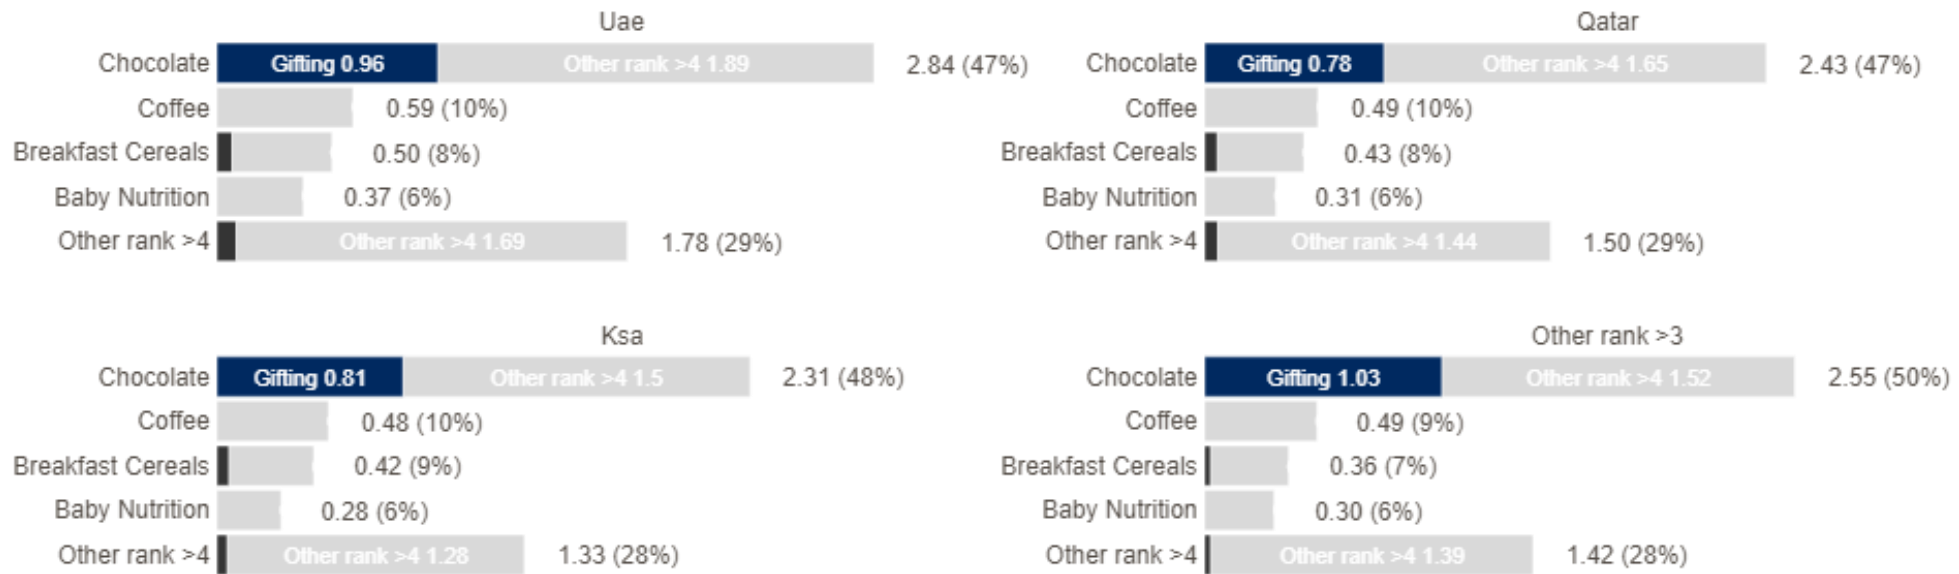 Uae
Chocolate Gifting 0.96 Other rank >4 1.89 2.84 (47%)
Coffee 0.59 (10%)
Breakfast Cereals 0.50 (8%)
Baby Nutrition 0.37 (6%)
Other rank >4 Other rank >4 1.69 1.78 (29%)
Qatar
Chocolate Gifting 0.78 Other rank >4 1.65 2.43 (47%)
Coffee 0.49 (10%)
Breakfast Cereals 0.43 (8%)
Baby Nutrition 0.31 (6%)
Other rank >4 Other rank >4 1.44 1.50 (29%)
Ksa
Chocolate Gifting 0.81 Other rank >4 1.5 2.31 (48%)
Coffee 0.48 (10%)
Breakfast Cereals 0.42 (9%)
Baby Nutrition 0.28 (6%)
Other rank >4 Other rank >4 1.28 1.33 (28%)
Other rank >3
Chocolate Gifting 1.03 Other rank >4 1.52 2.55 (50%)
Coffee 0.49 (9%)
Breakfast Cereals 0.36 (7%)
Baby Nutrition 0.30 (6%)
Other rank >4 Other rank >4 1.39 1.42 (28%)